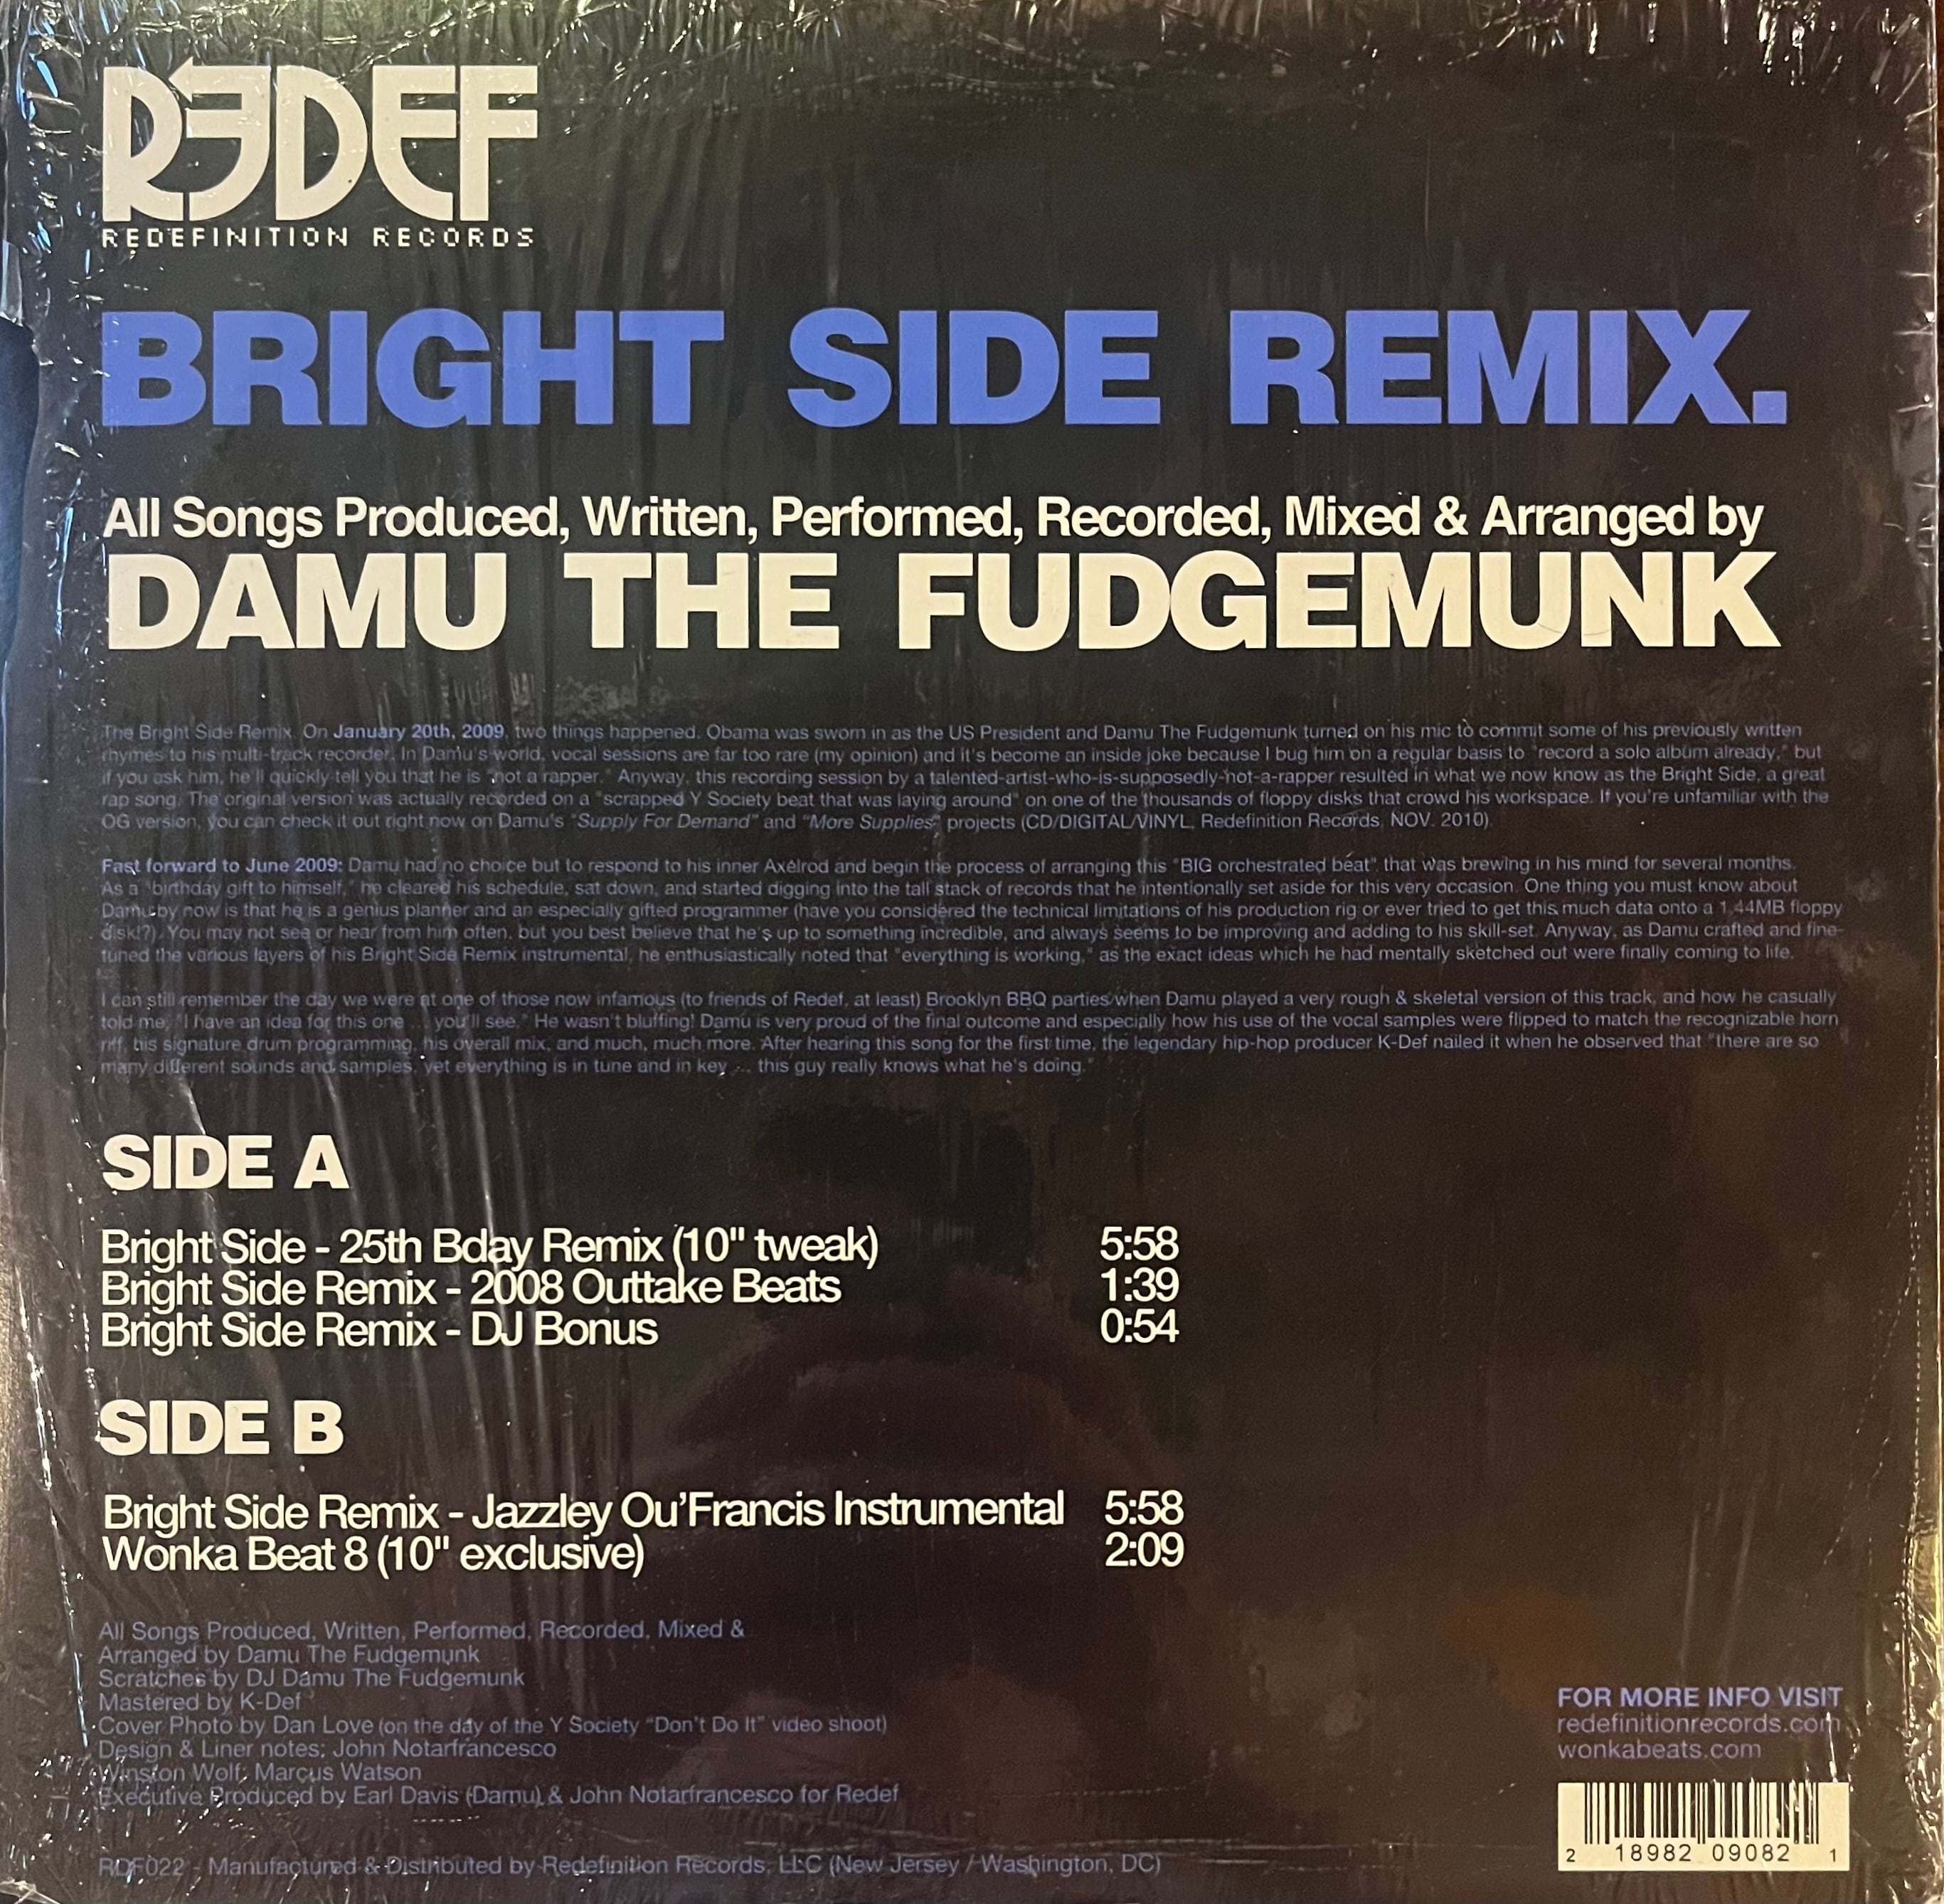 REDEF
REDEFINITION RECORDS
BRIGHT SIDE REMIX.
All Songs Produced, Written, Performed, Recorded, Mixed & Arranged by
DAMU THE FUDGEMUNK
The Bright Side Remix. On January 20th, 2009, two things happened. Obama was sworn in as the US President and Damu The Fudgemunk turned on his mic to commit some of his previously written
rhymes to his multi-track recorder. In Damu's world, vocal sessions are far too rare (my opinion) and it's become an inside joke because I bug him on a regular basis to "record a solo album already," but
if you ask him, he'll quickly tell you that he is "not a rapper." Anyway, this recording session by a talented-artist-who-is-supposedly-not-a-rapper resulted in what we now know as the Bright Side, a great
rap song. The original version was actually recorded on a "scrapped Y Society beat that was laying around" on one of the thousands of floppy disks that crowd his workspace. If you're unfamiliar with the
OG version, you can check it out right now on Damu's "Supply For Demand" and "More Supplies" projects (CD/DIGITAL/VINYL, Redefinition Records, NOV. 2010).
Fast forward to June 2009: Damu had no choice but to respond to his inner Axelrod and begin the process of arranging this "BIG orchestrated beat" that was brewing in his mind for several months.
As a "birthday gift to himself," he cleared his schedule, sat down, and started digging into the tall stack of records that he intentionally set aside for this very occasion. One thing you must know about
Damu by now is that he is a genius planner and an especially gifted programmer (have you considered the technical limitations of his production rig or ever tried to get this much data onto a 1.44MB floppy
disk!?). You may not see or hear from him often, but you best believe that he's up to something incredible, and always seems to be improving and adding to his skill-set. Anyway, as Damu crafted and fine-
tuned the various layers of his Bright Side Remix instrumental, he enthusiastically noted that "everything is working," as the exact ideas which he had mentally sketched out were finally coming to life.
I can still remember the day we were at one of those now infamous (to friends of Redef, at least) Brooklyn BBQ parties when Damu played a very rough & skeletal version of this track, and how he casually
told me, "I have an idea for this one ... you'll see." He wasn't bluffing! Damu is very proud of the final outcome and especially how his use of the vocal samples were flipped to match the recognizable horn
riff, his signature drum programming, his overall mix, and much, much more. After hearing this song for the first time, the legendary hip-hop producer K-Def nailed it when he observed that "there are so
many different sounds and samples, yet everything is in tune and in key ... this guy really knows what he's doing."
SIDE A
Bright Side - 25th Bday Remix (10" tweak) 5:58
Bright Side Remix - 2008 Outtake Beats 1:39
Bright Side Remix - DJ Bonus 0:54
SIDE B
Bright Side Remix - Jazzley Ou'Francis Instrumental 5:58
Wonka Beat 8 (10" exclusive) 2:09
All Songs Produced, Written, Performed, Recorded, Mixed &
Arranged by Damu The Fudgemunk
Scratches by DJ Damu The Fudgemunk
Mastered by K-Def
Cover Photo by Dan Love (on the day of the Y Society "Don't Do It" video shoot)
Design & Liner notes: John Notarfrancesco
Winston Wolf: Marcus Watson
Executive Produced by Earl Davis (Damu) & John Notarfrancesco for Redef
RDF022 - Manufactured & Distributed by Redefinition Records, LLC (New Jersey / Washington, DC)
FOR MORE INFO VISIT
redefinitionrecords.com
wonkabeats.com
2 18982 09082 1